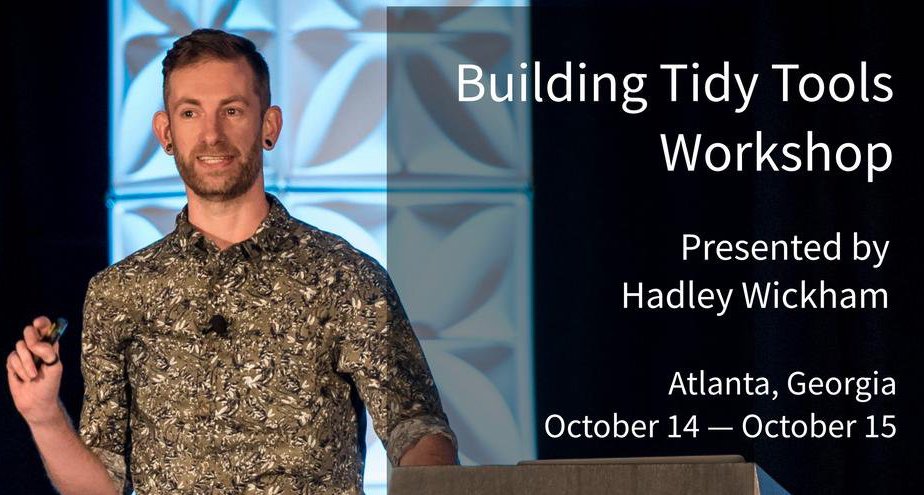 Building Tidy Tools
Workshop
Presented by
Hadley Wickham
Atlanta, Georgia
October 14 — October 15